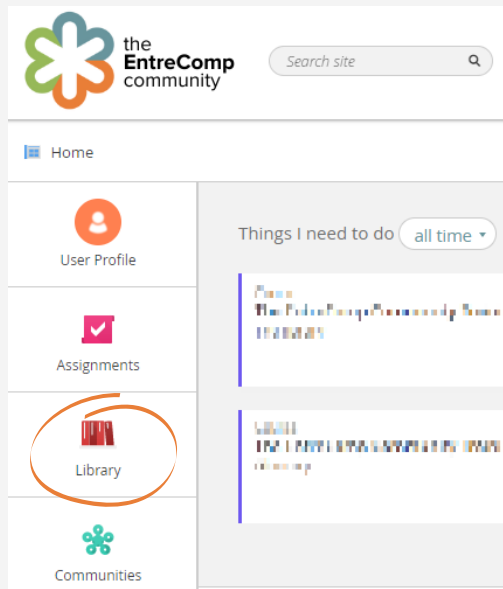 the
EntreComp
community
Search site
Home
User Profile
Things I need to do all time
Assignments
Library
Communities